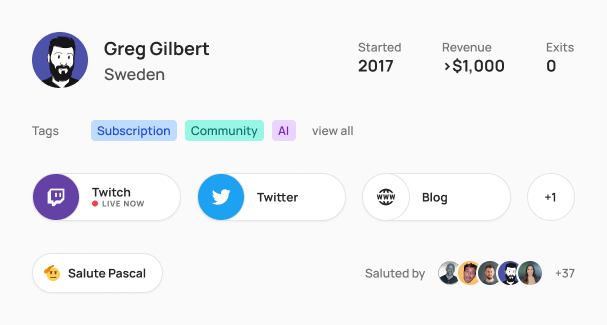 Greg Gilbert
Sweden
Started
2017
Revenue
>$1,000
Exits
0
Tags
Subscription
Community
AI
view all
Twitch
LIVE NOW
Twitter
WWW
Blog
+1
Salute Pascal
Saluted by
+37